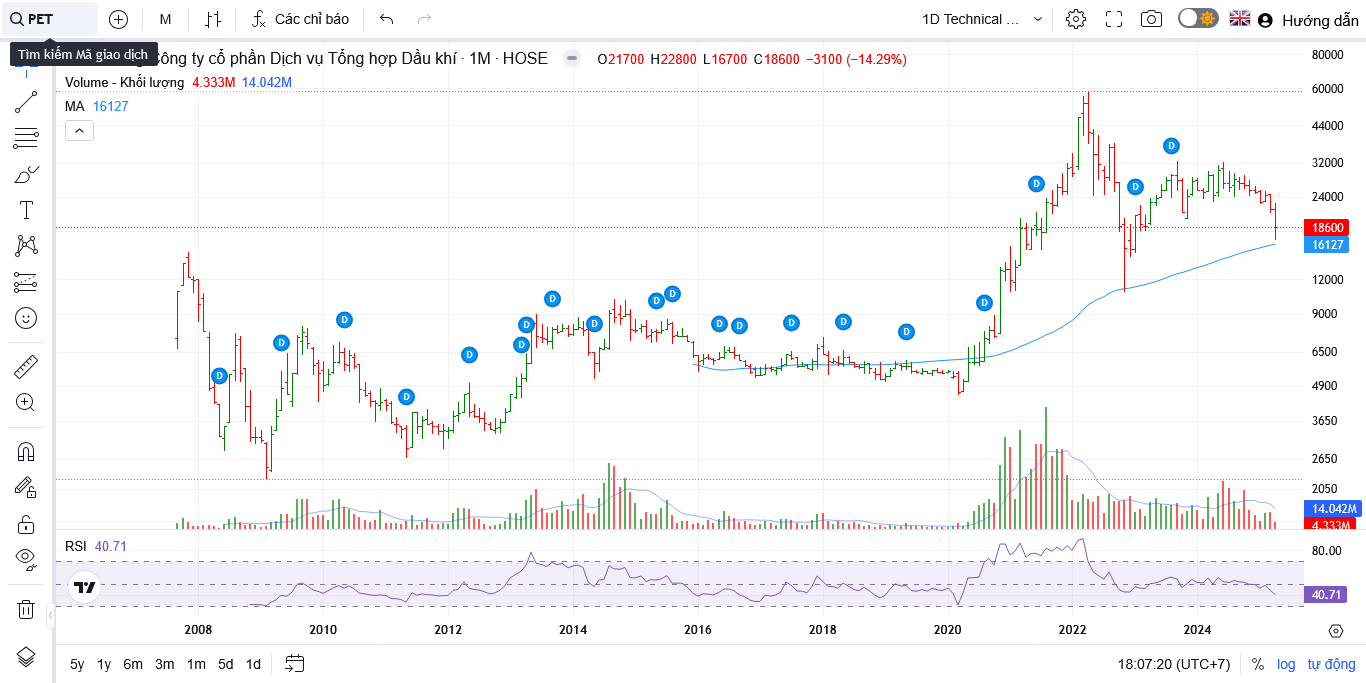 PET M Các chỉ báo 1D Technical ... Hướng dẫn
Tìm kiếm Mã giao dịch
Công ty cổ phần Dịch vụ Tổng hợp Dầu khí · 1M · HOSE O21700 H22800 L16700 C18600 −3100 (−14.29%)
Volume - Khối lượng 4.333M 14.042M
MA 16127
80000
60000
44000
32000
24000
18600
16127
12000
9000
6500
4900
3650
2650
2050
14.042M
4.333M
D D D D D D D D D D D D D D D D D D D D
RSI 40.71
80.00
40.71
2008 2010 2012 2014 2016 2018 2020 2022 2024
5y 1y 6m 3m 1m 5d 1d 18:07:20 (UTC+7) % log tự động